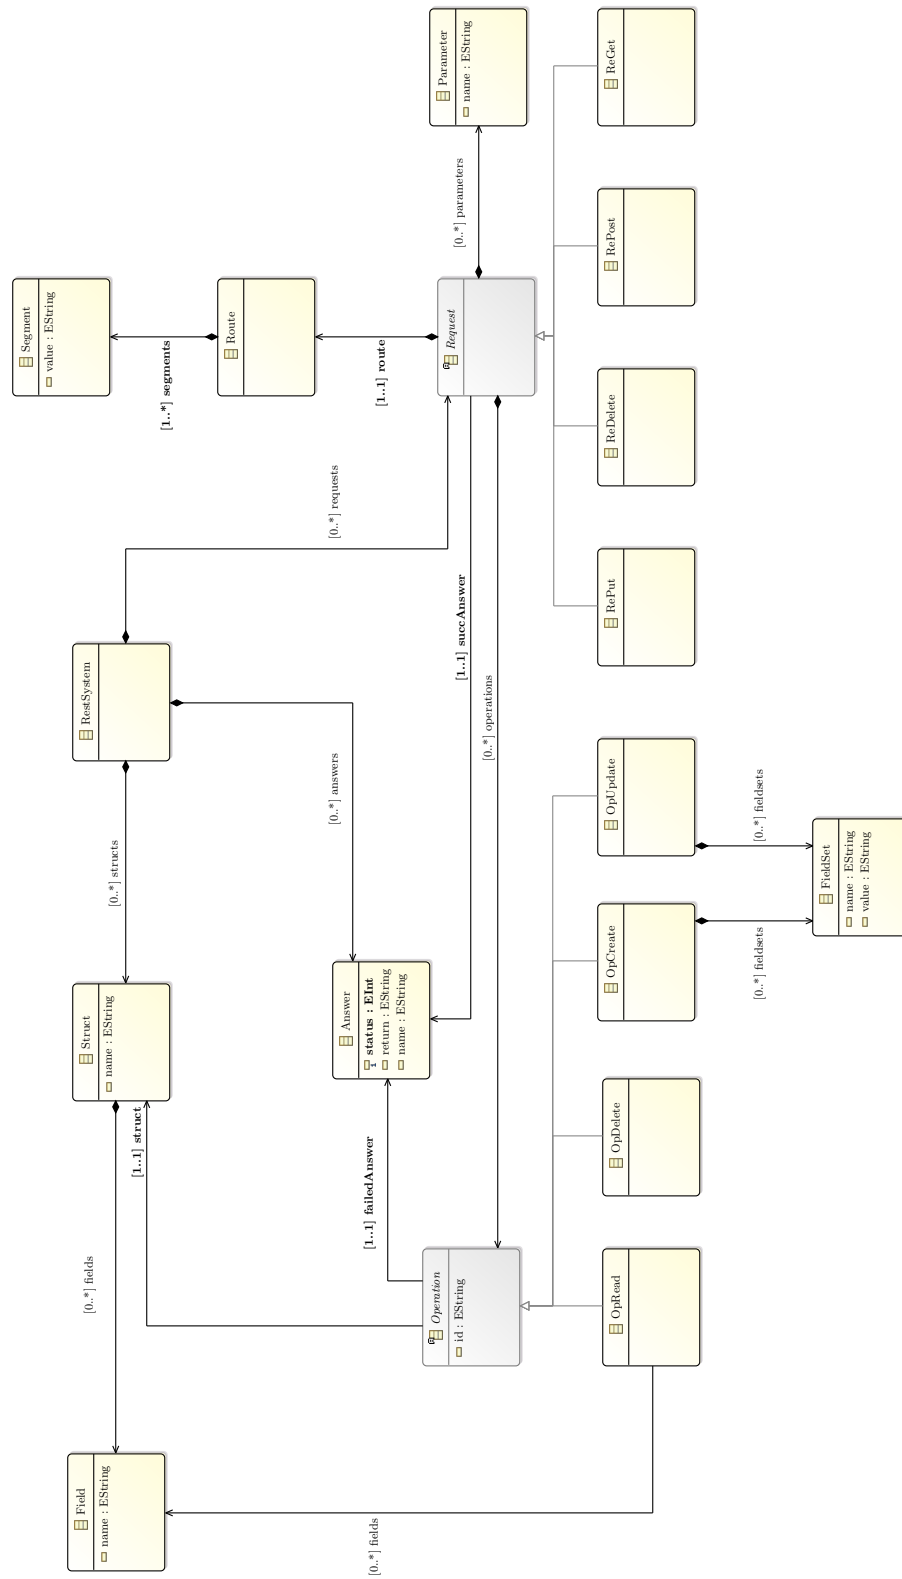 Field
name : EString
[0..*] fields
Struct
name : EString
[0..*] structs
RestSystem
[0..*] requests
Segment
value : EString
[1..*] segments
Route
[1..1] route
[1..1] struct
[0..*] answers
Answer
status : EInt
return : EString
name : EString
[1..1] failedAnswer
[1..1] succAnswer
[0..*] operations
Operation
id : EString
Request
[0..*] parameters
Parameter
name : EString
[0..*] fields
OpRead
OpDelete
OpCreate
OpUpdate
RePut
ReDelete
RePost
ReGet
[0..*] fieldsets
[0..*] fieldsets
FieldSet
name : EString
value : EString